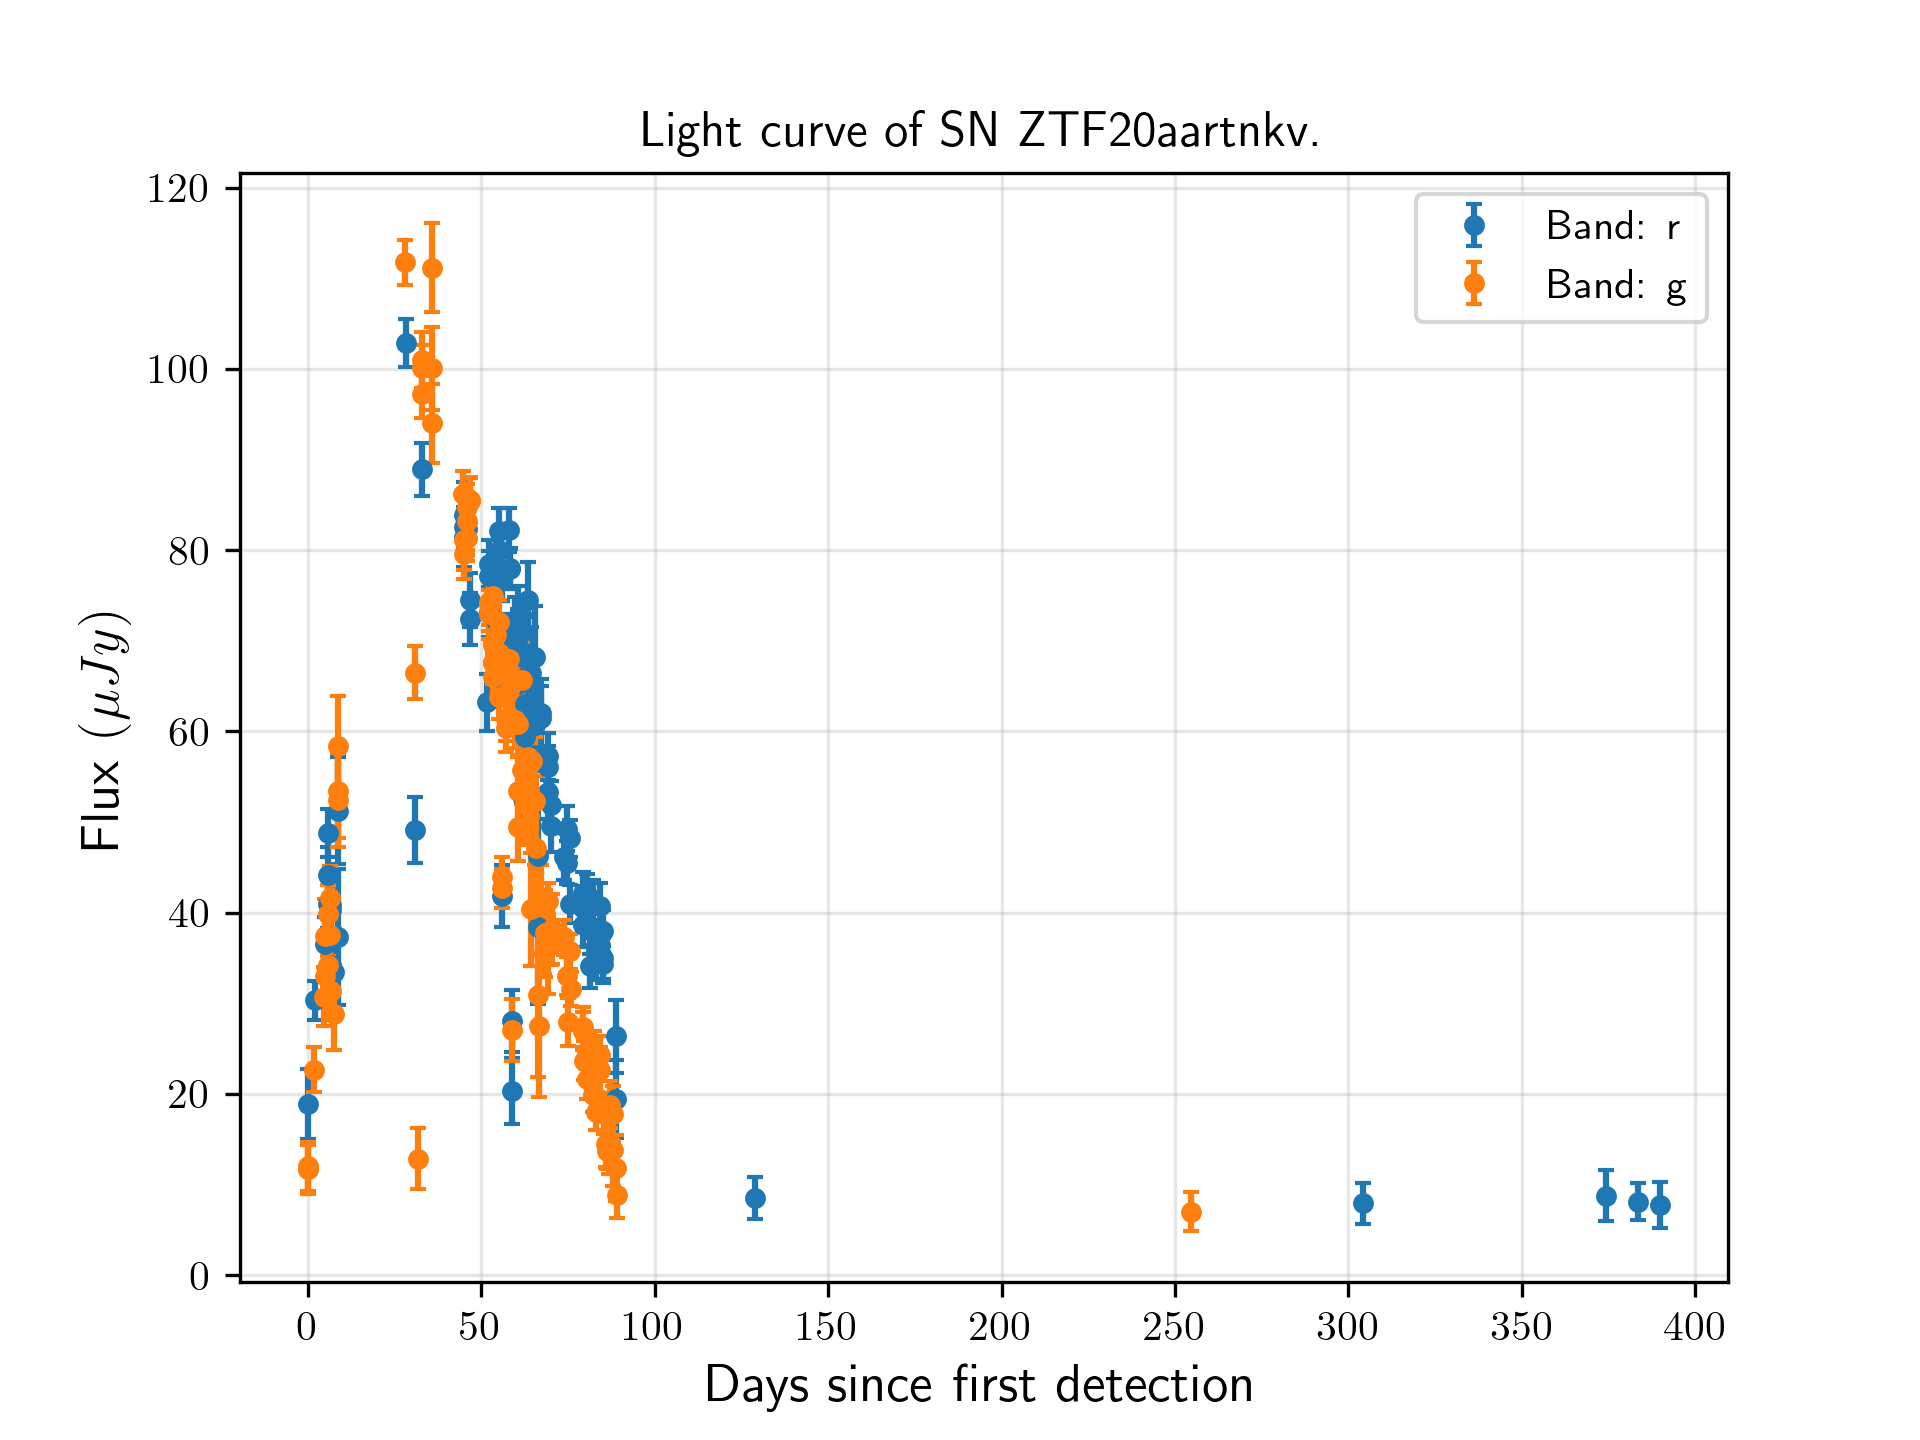 Light curve of SN ZTF20aartnkv.
120
100
80
60
40
20
0
Flux (μJy)
Band: r
Band: g
0 50 100 150 200 250 300 350 400
Days since first detection